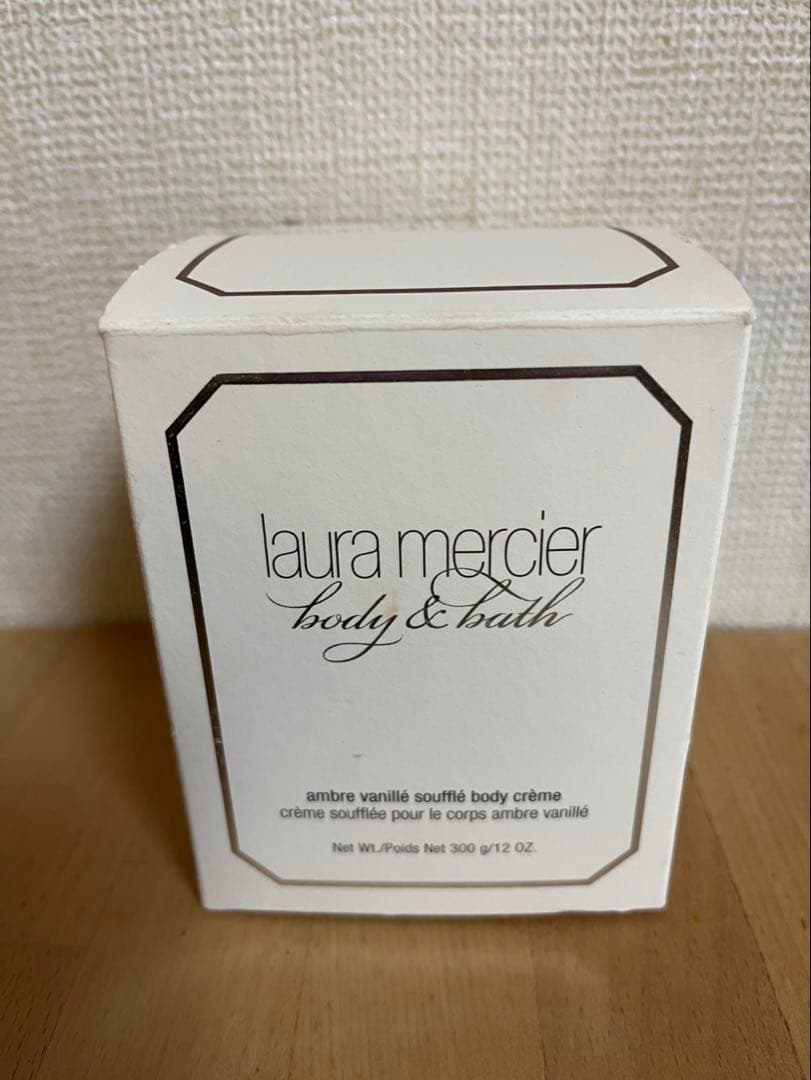 laura mercier
body & bath
ambre vanillé soufflé body crème
crème soufflée pour le corps ambre vanillé
Net Wt./Poids Net 300 g/12 OZ.